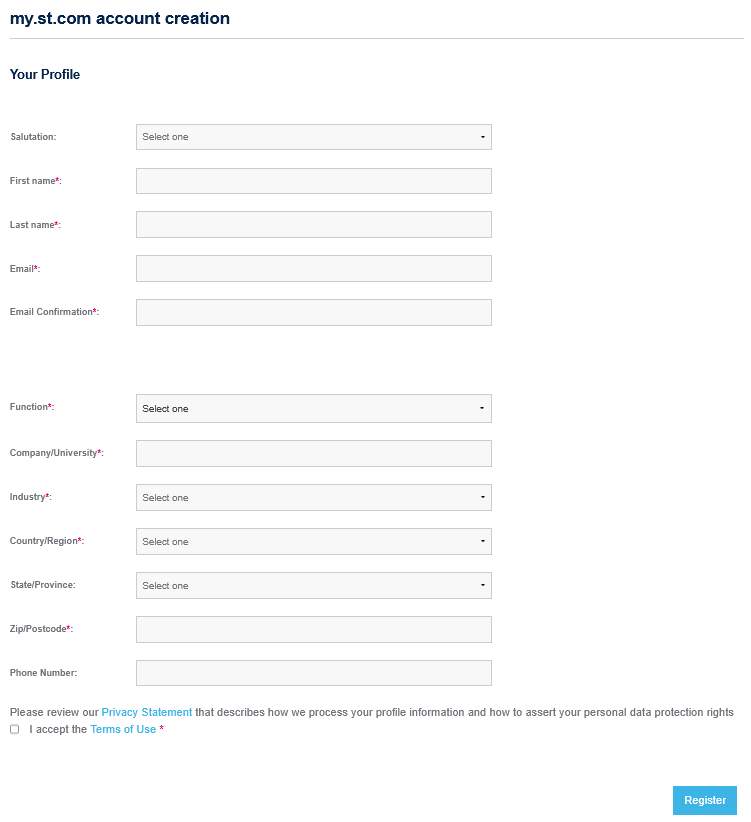 my.st.com account creation
Your Profile
Salutation: Select one
First name*:
Last name*:
Email*:
Email Confirmation*:
Function*: Select one
Company/University*:
Industry*: Select one
Country/Region*: Select one
State/Province: Select one
Zip/Postcode*:
Phone Number:
Please review our Privacy Statement that describes how we process your profile information and how to assert your personal data protection rights
I accept the Terms of Use *
Register